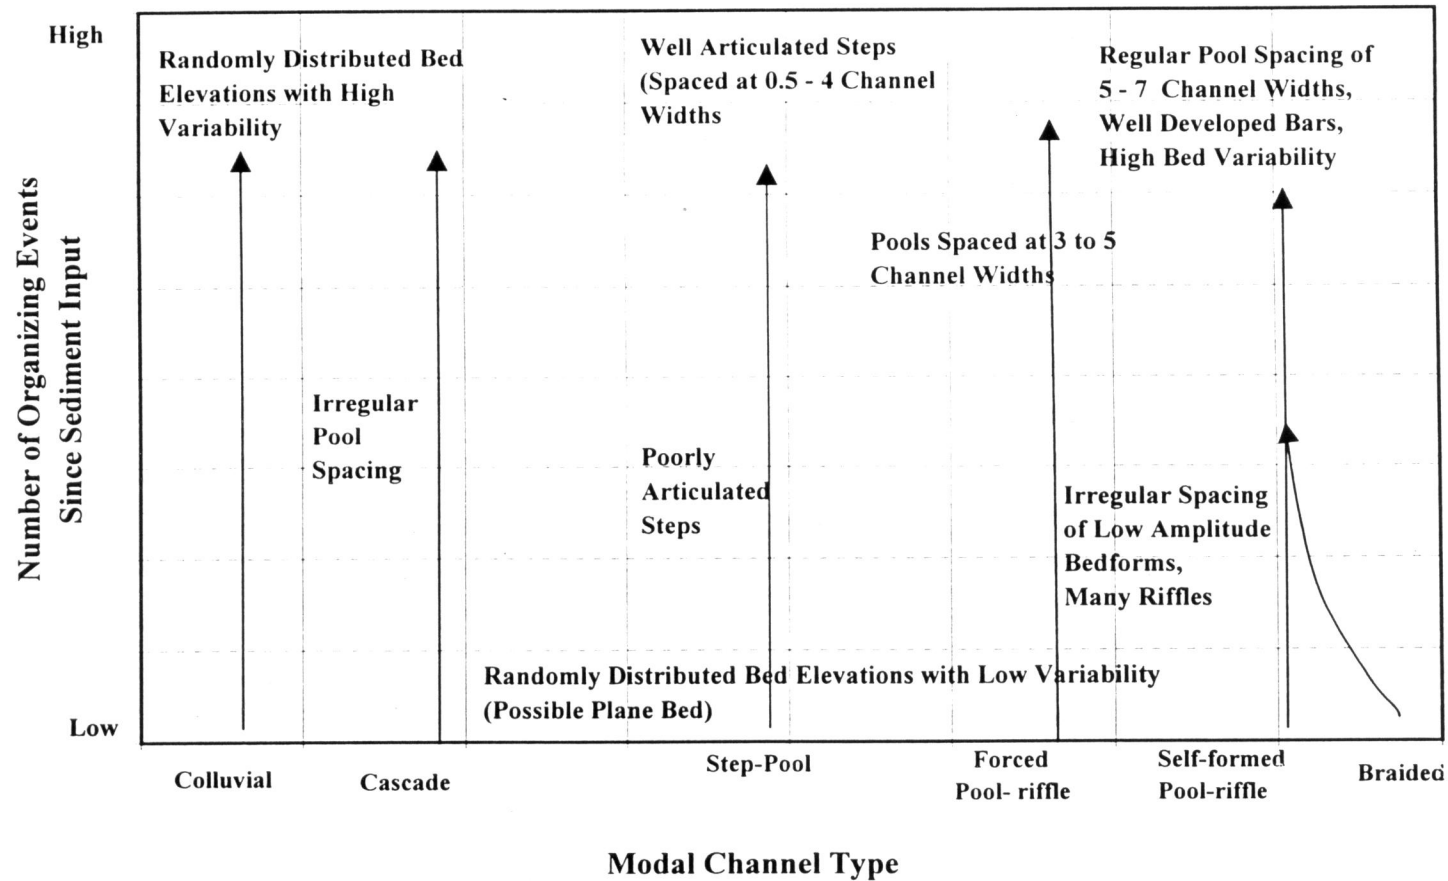 High
Randomly Distributed Bed
Elevations with High
Variability
Well Articulated Steps
(Spaced at 0.5 - 4 Channel
Widths
Regular Pool Spacing of
5 - 7 Channel Widths,
Well Developed Bars,
High Bed Variability
Pools Spaced at 3 to 5
Channel Widths
Number of Organizing Events
Since Sediment Input
Irregular
Pool
Spacing
Poorly
Articulated
Steps
Irregular Spacing
of Low Amplitude
Bedforms,
Many Riffles
Randomly Distributed Bed Elevations with Low Variability
(Possible Plane Bed)
Low
Colluvial
Cascade
Step-Pool
Forced
Pool- riffle
Self-formed
Pool-riffle
Braided
Modal Channel Type